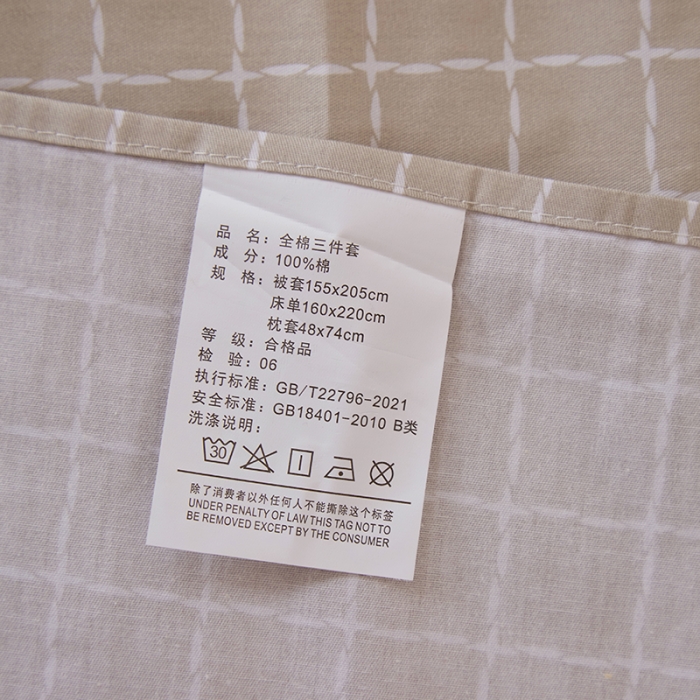 品 名：全棉三件套
成 分：100%棉
规 格：被套155x205cm
床单160x220cm
枕套48x74cm
等 级：合格品
检 验：06
执行标准：GB/T22796-2021
安全标准：GB18401-2010 B类
洗涤说明：
30
除了消费者以外任何人不能撕除这个标签
UNDER PENALTY OF LAW THIS TAG NOT TO
BE REMOVED EXCEPT BY THE CONSUMER